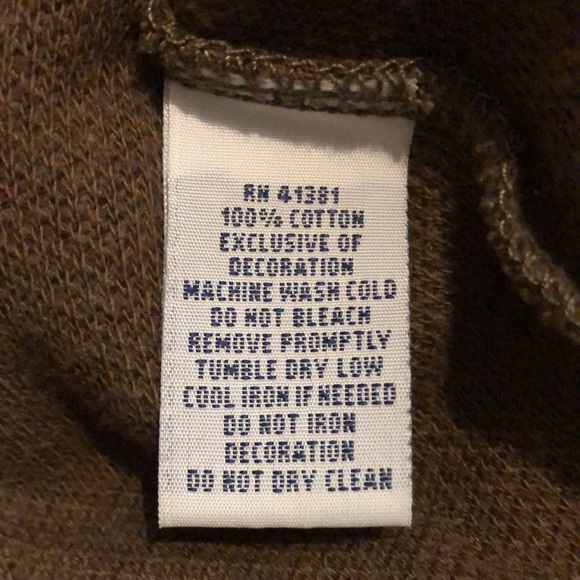 RN 41381
100% COTTON
EXCLUSIVE OF
DECORATION
MACHINE WASH COLD
DO NOT BLEACH
REMOVE PROMPTLY
TUMBLE DRY LOW
COOL IRON IF NEEDED
DO NOT IRON
DECORATION
DO NOT DRY CLEAN